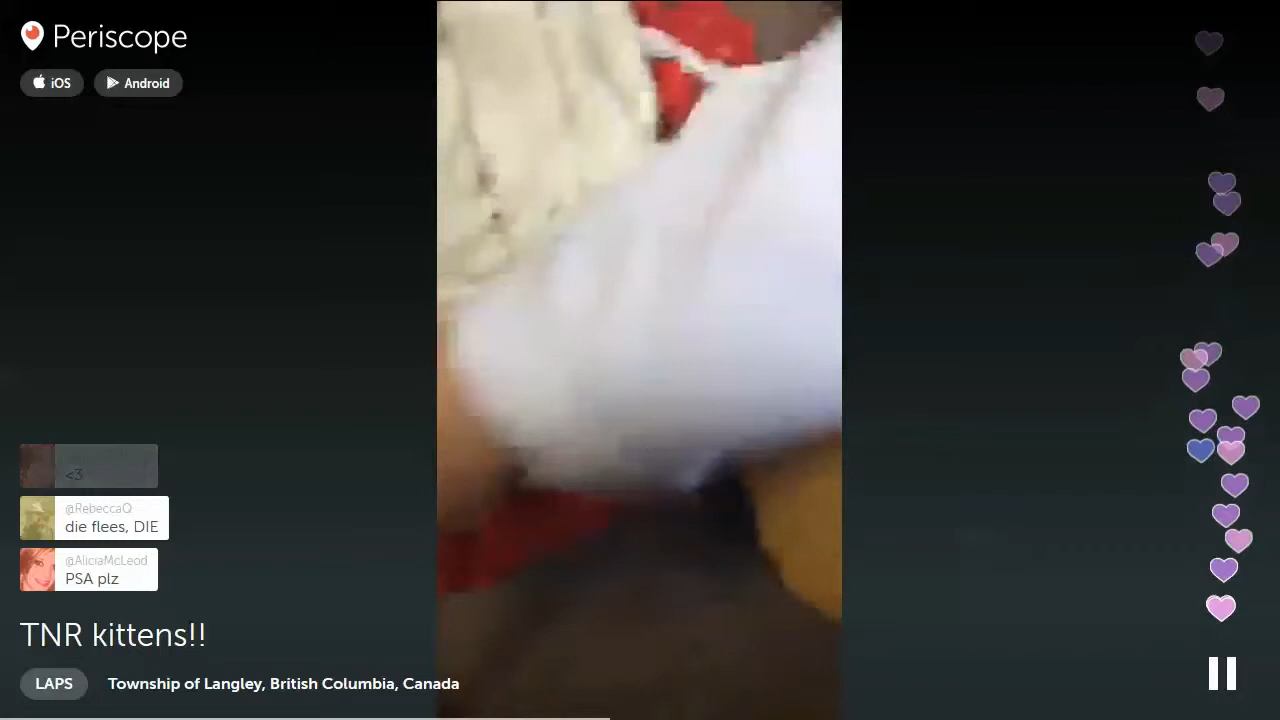 Periscope
iOS
Android
<3
@RebeccaQ
die flees, DIE
@AliciaMcLeod
PSA plz
TNR kittens!!
LAPS
Township of Langley, British Columbia, Canada